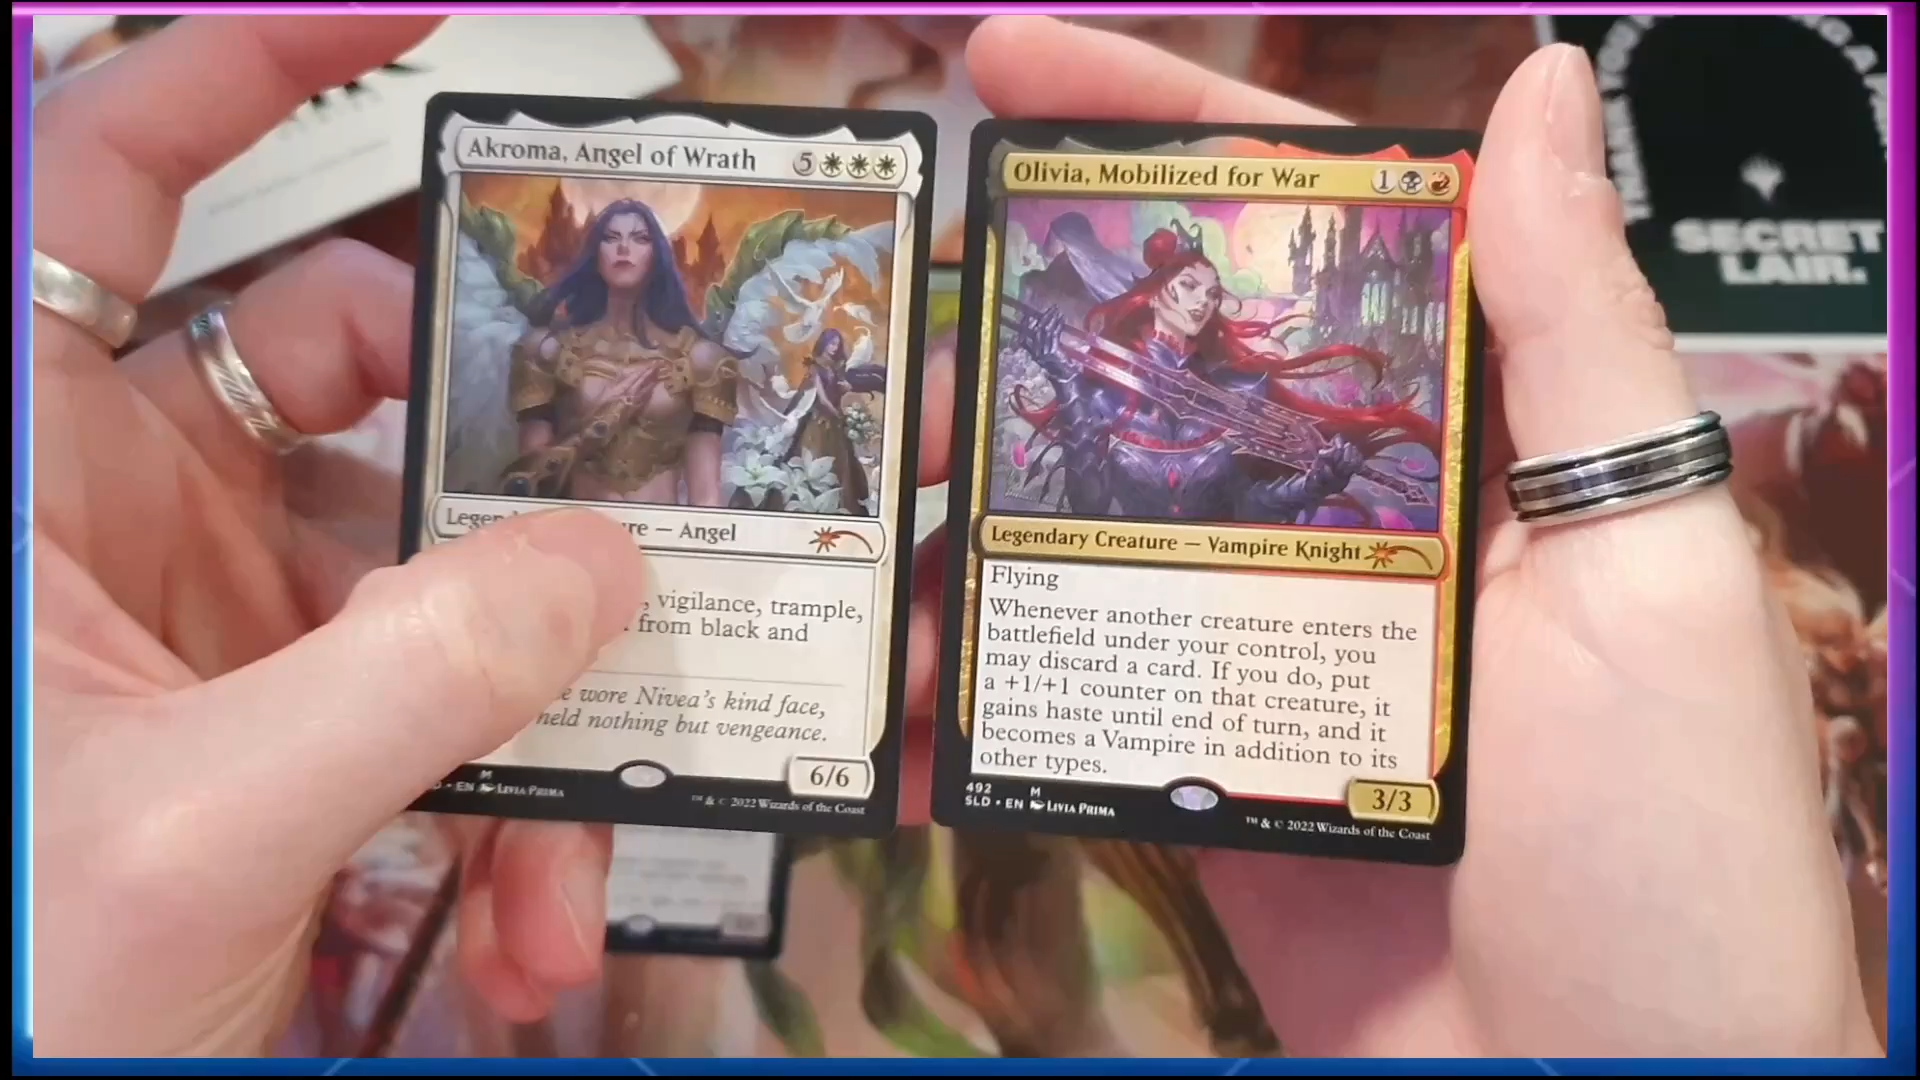 Akroma, Angel of Wrath 5
Legen re — Angel
, vigilance, trample,
from black and
e wore Nivea's kind face,
held nothing but vengeance.
6/6
M
• EN LIVIA PRIMA
™ & © 2022 Wizards of the Coast
Olivia, Mobilized for War 1
Legendary Creature — Vampire Knight
Flying
Whenever another creature enters the
battlefield under your control, you
may discard a card. If you do, put
a +1/+1 counter on that creature, it
gains haste until end of turn, and it
becomes a Vampire in addition to its
other types.
3/3
492 M
SLD • EN LIVIA PRIMA
™ & © 2022 Wizards of the Coast
THANK YOU
SECRET
LAIR.